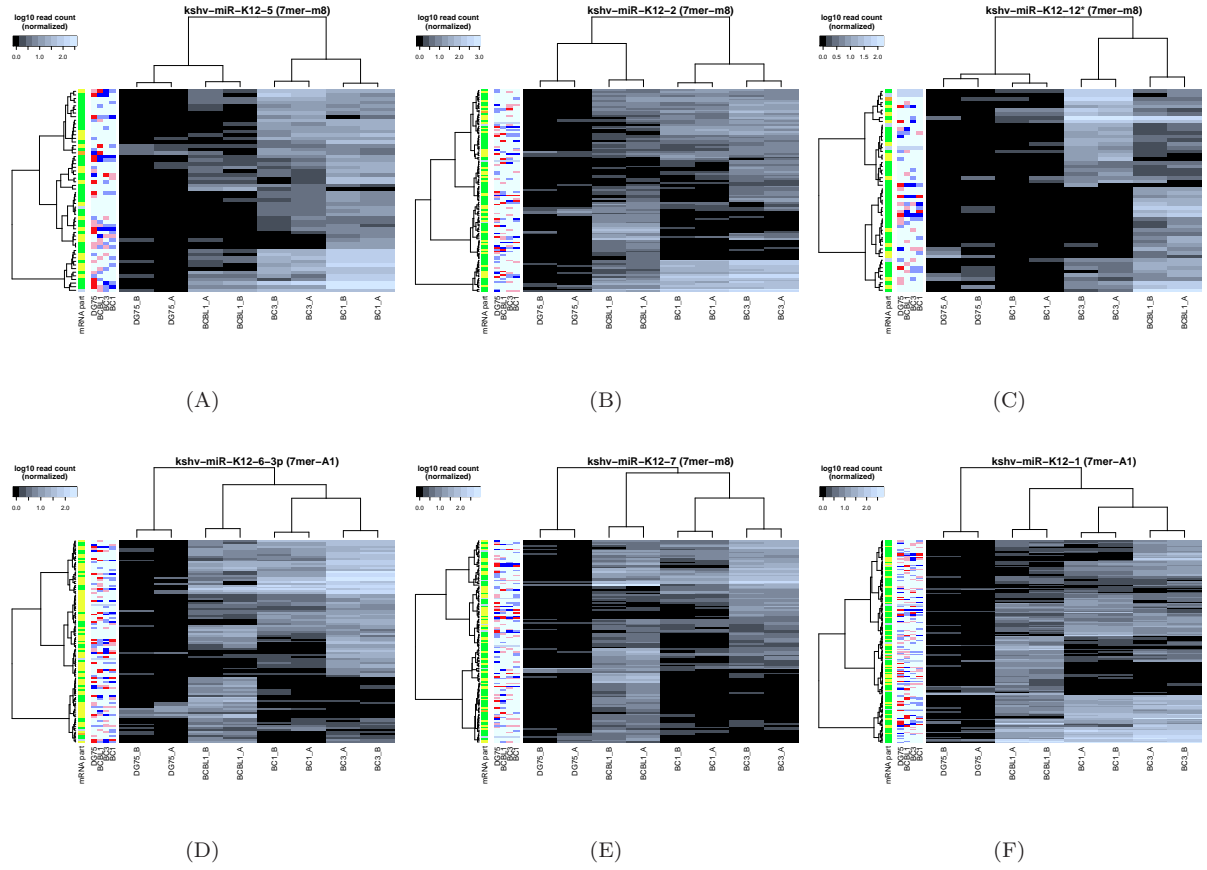 kshv-miR-K12-5 (7mer-m8)
log10 read count
(normalized)
0.0 1.0 2.0
mRNA part
DG75
BCBL1
BC3
BC1
DG75_B
DG75_A
BCBL1_A
BCBL1_B
BC3_B
BC3_A
BC1_B
BC1_A
(A)
kshv-miR-K12-2 (7mer-m8)
log10 read count
(normalized)
0.0 1.0 2.0 3.0
mRNA part
DG75
BCBL1
BC3
BC1
DG75_B
DG75_A
BCBL1_B
BCBL1_A
BC1_B
BC1_A
BC3_B
BC3_A
(B)
kshv-miR-K12-12* (7mer-m8)
log10 read count
(normalized)
0.0 0.5 1.0 1.5 2.0
mRNA part
DG75
BCBL1
BC3
BC1
DG75_A
DG75_B
BC1_B
BC1_A
BC3_B
BC3_A
BCBL1_B
BCBL1_A
(C)
kshv-miR-K12-6-3p (7mer-A1)
log10 read count
(normalized)
0.0 1.0 2.0
mRNA part
DG75
BCBL1
BC3
BC1
DG75_B
DG75_A
BCBL1_B
BCBL1_A
BC1_B
BC1_A
BC3_A
BC3_B
(D)
kshv-miR-K12-7 (7mer-m8)
log10 read count
(normalized)
0.0 1.0 2.0
mRNA part
DG75
BCBL1
BC3
BC1
DG75_B
DG75_A
BCBL1_B
BCBL1_A
BC1_B
BC1_A
BC3_B
BC3_A
(E)
kshv-miR-K12-1 (7mer-A1)
log10 read count
(normalized)
0.0 1.0 2.0
mRNA part
DG75
BCBL1
BC3
BC1
DG75_B
DG75_A
BCBL1_A
BCBL1_B
BC1_A
BC1_B
BC3_A
BC3_B
(F)